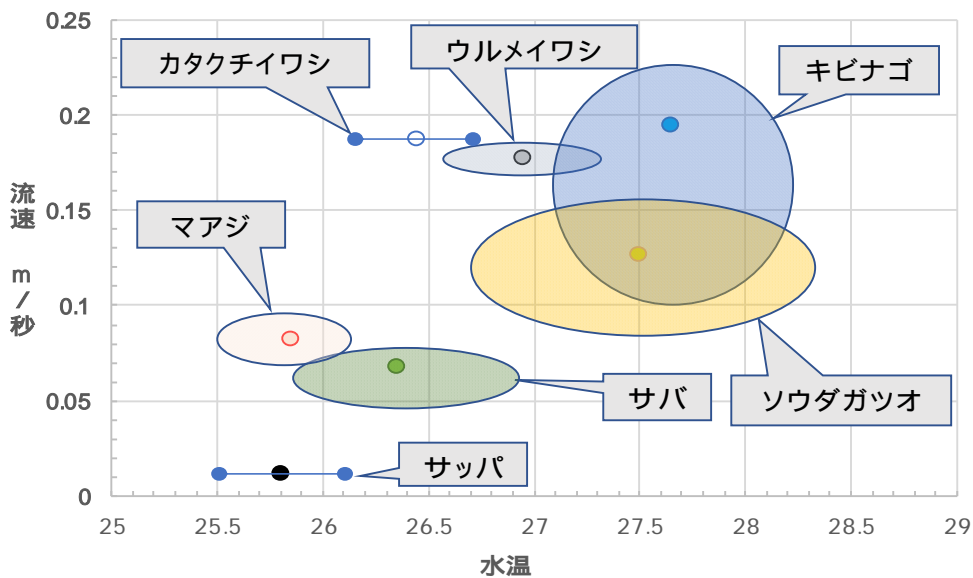 0.25
0.2
0.15
0.1
0.05
0
25
25.5
26
26.5
27
27.5
28
28.5
29
流速 m/秒
水温
カタクチイワシ
ウルメイワシ
キビナゴ
マアジ
サバ
ソウダガツオ
サッパ